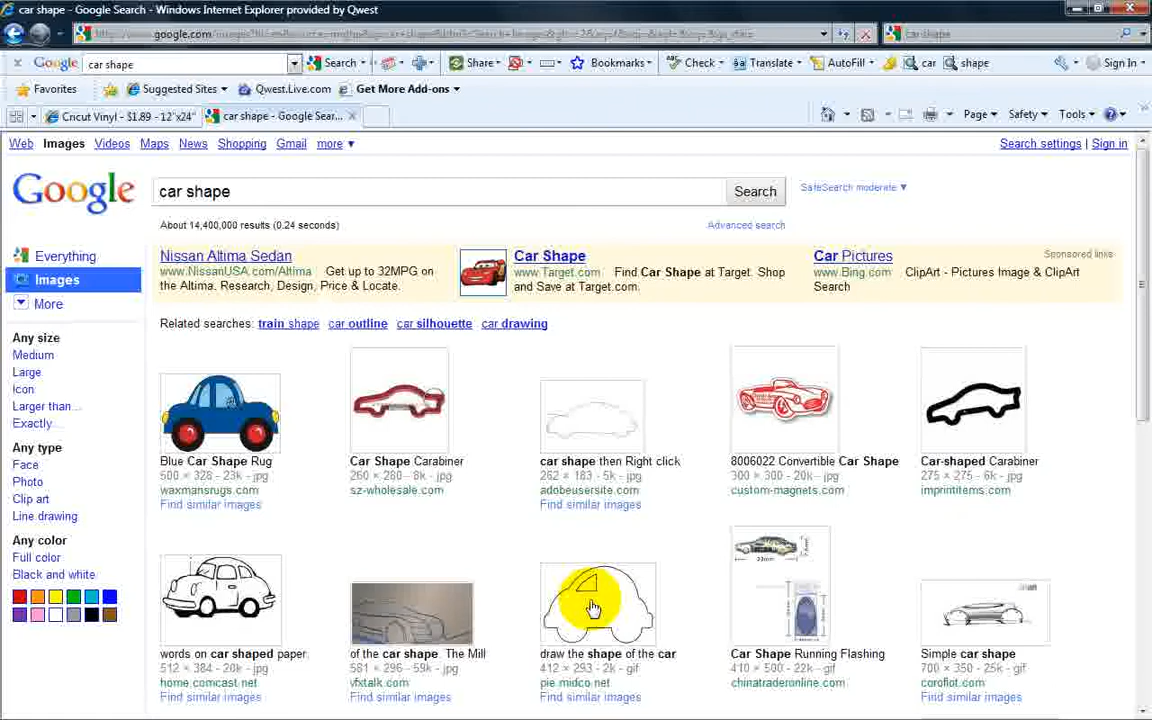 car shape - Google Search - Windows Internet Explorer provided by Qwest
car shape
Google car shape Search Share Bookmarks Check Translate AutoFill car shape Sign In
Favorites Suggested Sites Qwest.Live.com Get More Add-ons
Cricut Vinyl - $1.89 - 12"x24" car shape - Google Sear... Page Safety Tools
Web Images Videos Maps News Shopping Gmail more Search settings | Sign in
Google car shape Search SafeSearch moderate
About 14,400,000 results (0.24 seconds) Advanced search
Everything
Images
More
Any size
Medium
Large
Icon
Larger than...
Exactly...
Any type
Face
Photo
Clip art
Line drawing
Any color
Full color
Black and white
Sponsored links
Nissan Altima Sedan
www.NissanUSA.com/Altima Get up to 32MPG on
the Altima. Research, Design, Price & Locate.
Car Shape
www.Target.com Find Car Shape at Target. Shop
and Save at Target.com.
Car Pictures
www.Bing.com ClipArt - Pictures Image & ClipArt
Search
Related searches: train shape car outline car silhouette car drawing
Blue Car Shape Rug
500 × 328 - 23k - jpg
waxmansrugs.com
Find similar images
Car Shape Carabiner
260 × 280 - 8k - jpg
sz-wholesale.com
car shape then Right click
262 × 183 - 5k - jpg
adobeusersite.com
Find similar images
8006022 Convertible Car Shape
300 × 300 - 20k - jpg
custom-magnets.com
Car-shaped Carabiner
275 × 275 - 6k - jpg
imprintitems.com
words on car shaped paper.
512 × 384 - 20k - jpg
home.comcast.net
Find similar images
of the car shape. The Mill
581 × 296 - 59k - jpg
vfxtalk.com
Find similar images
draw the shape of the car
412 × 293 - 2k - gif
pie.midco.net
Find similar images
Car Shape Running Flashing
410 × 500 - 22k - gif
chinatraderonline.com
Simple car shape
700 × 350 - 25k - gif
coroflot.com
Find similar images